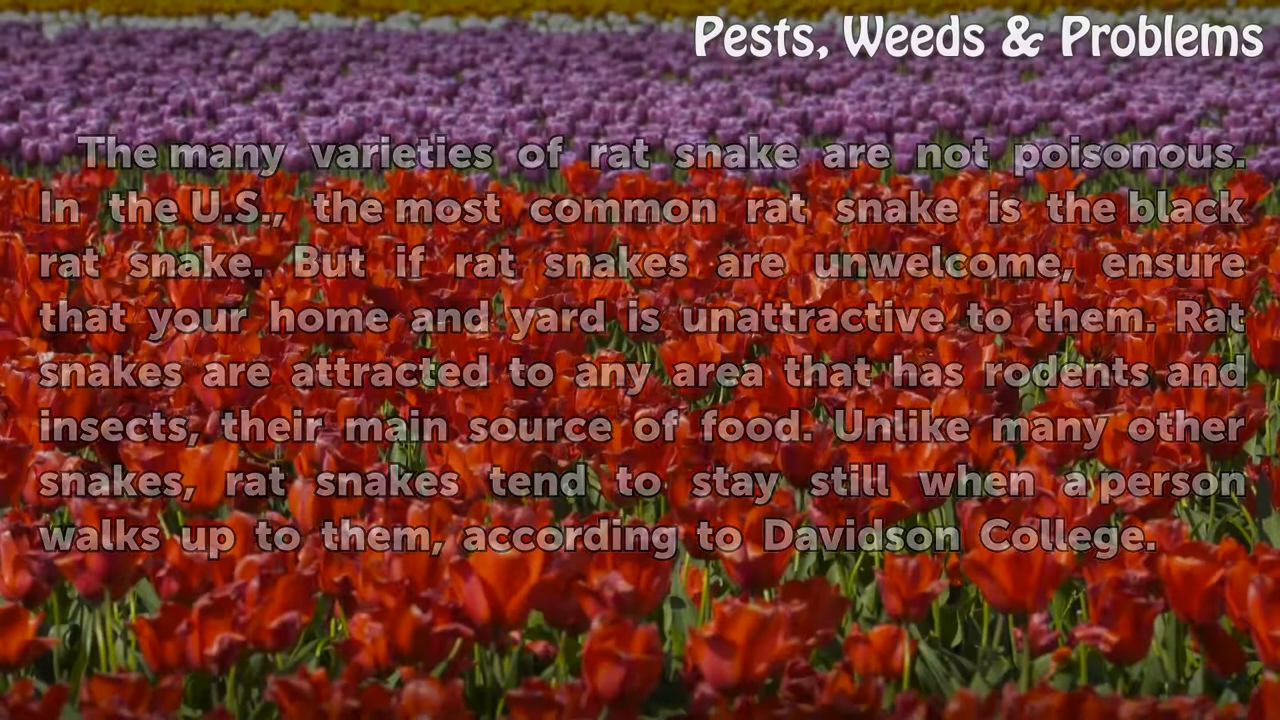 Pests, Weeds & Problems
The many varieties of rat snake are not poisonous.
In the U.S., the most common rat snake is the black
rat snake. But if rat snakes are unwelcome, ensure
that your home and yard is unattractive to them. Rat
snakes are attracted to any area that has rodents and
insects, their main source of food. Unlike many other
snakes, rat snakes tend to stay still when a person
walks up to them, according to Davidson College.